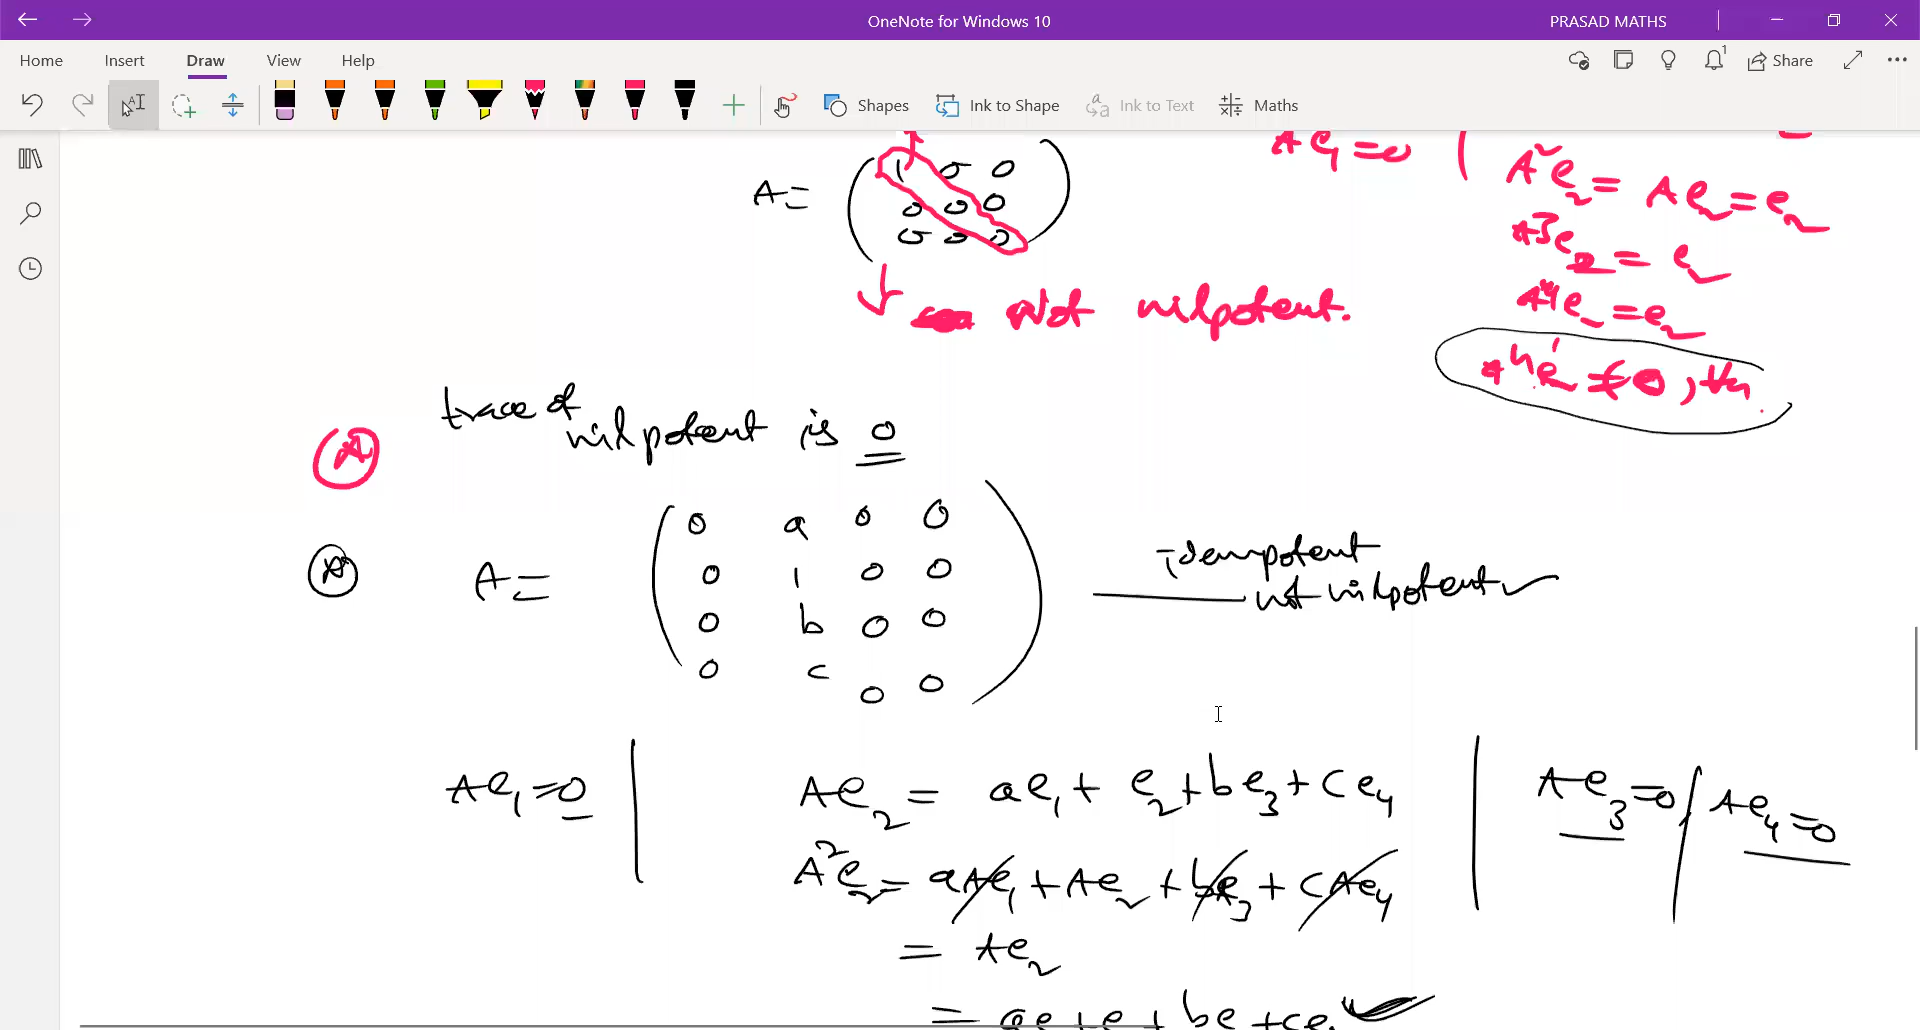 OneNote for Windows 10
PRASAD MATHS
Home Insert Draw View Help
Share
Shapes Ink to Shape Ink to Text Maths
Ae₁=0
A²e₂ = Ae₂ = e₂
A=
1 0 0
0 0 0
0 0 0
A³e₂ = e₂
A⁴e₂ = e₂
Not nilpotent.
≠0, ∀n
trace of
nilpotent is 0
A=
0 a 0 0
0 1 0 0
0 b 0 0
0 c 0 0
Idempotent
not nilpotent
Ae₁=0
Ae₂ = ae₁ + e₂ + be₃ + ce₄
Ae₃=0
Ae₄=0
A²e₂ = aAe₁ + Ae₂ + + cAe₄
= Ae₂